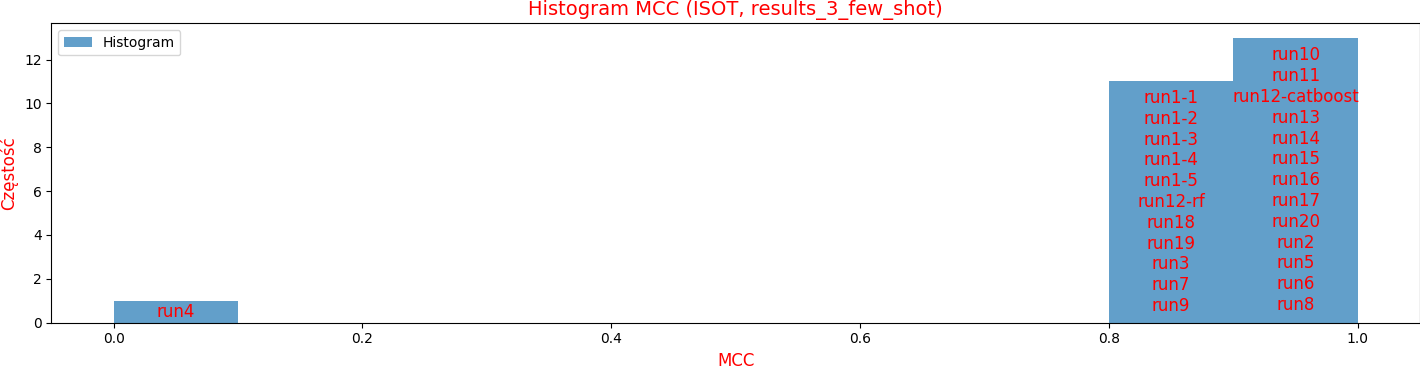 Histogram MCC (ISOT, results_3_few_shot)
Histogram
Częstość
12
10
8
6
4
2
0
run4
run1-1
run1-2
run1-3
run1-4
run1-5
run12-rf
run18
run19
run3
run7
run9
run10
run11
run12-catboost
run13
run14
run15
run16
run17
run20
run2
run5
run6
run8
0.0 0.2 0.4 0.6 0.8 1.0
MCC